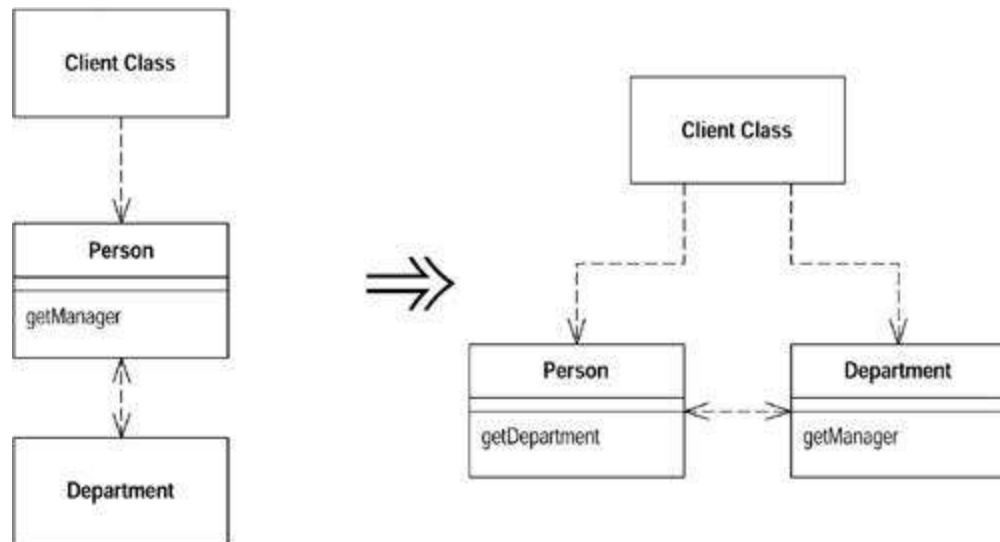 Client Class
Person
getManager
Department
Client Class
Person
getDepartment
Department
getManager